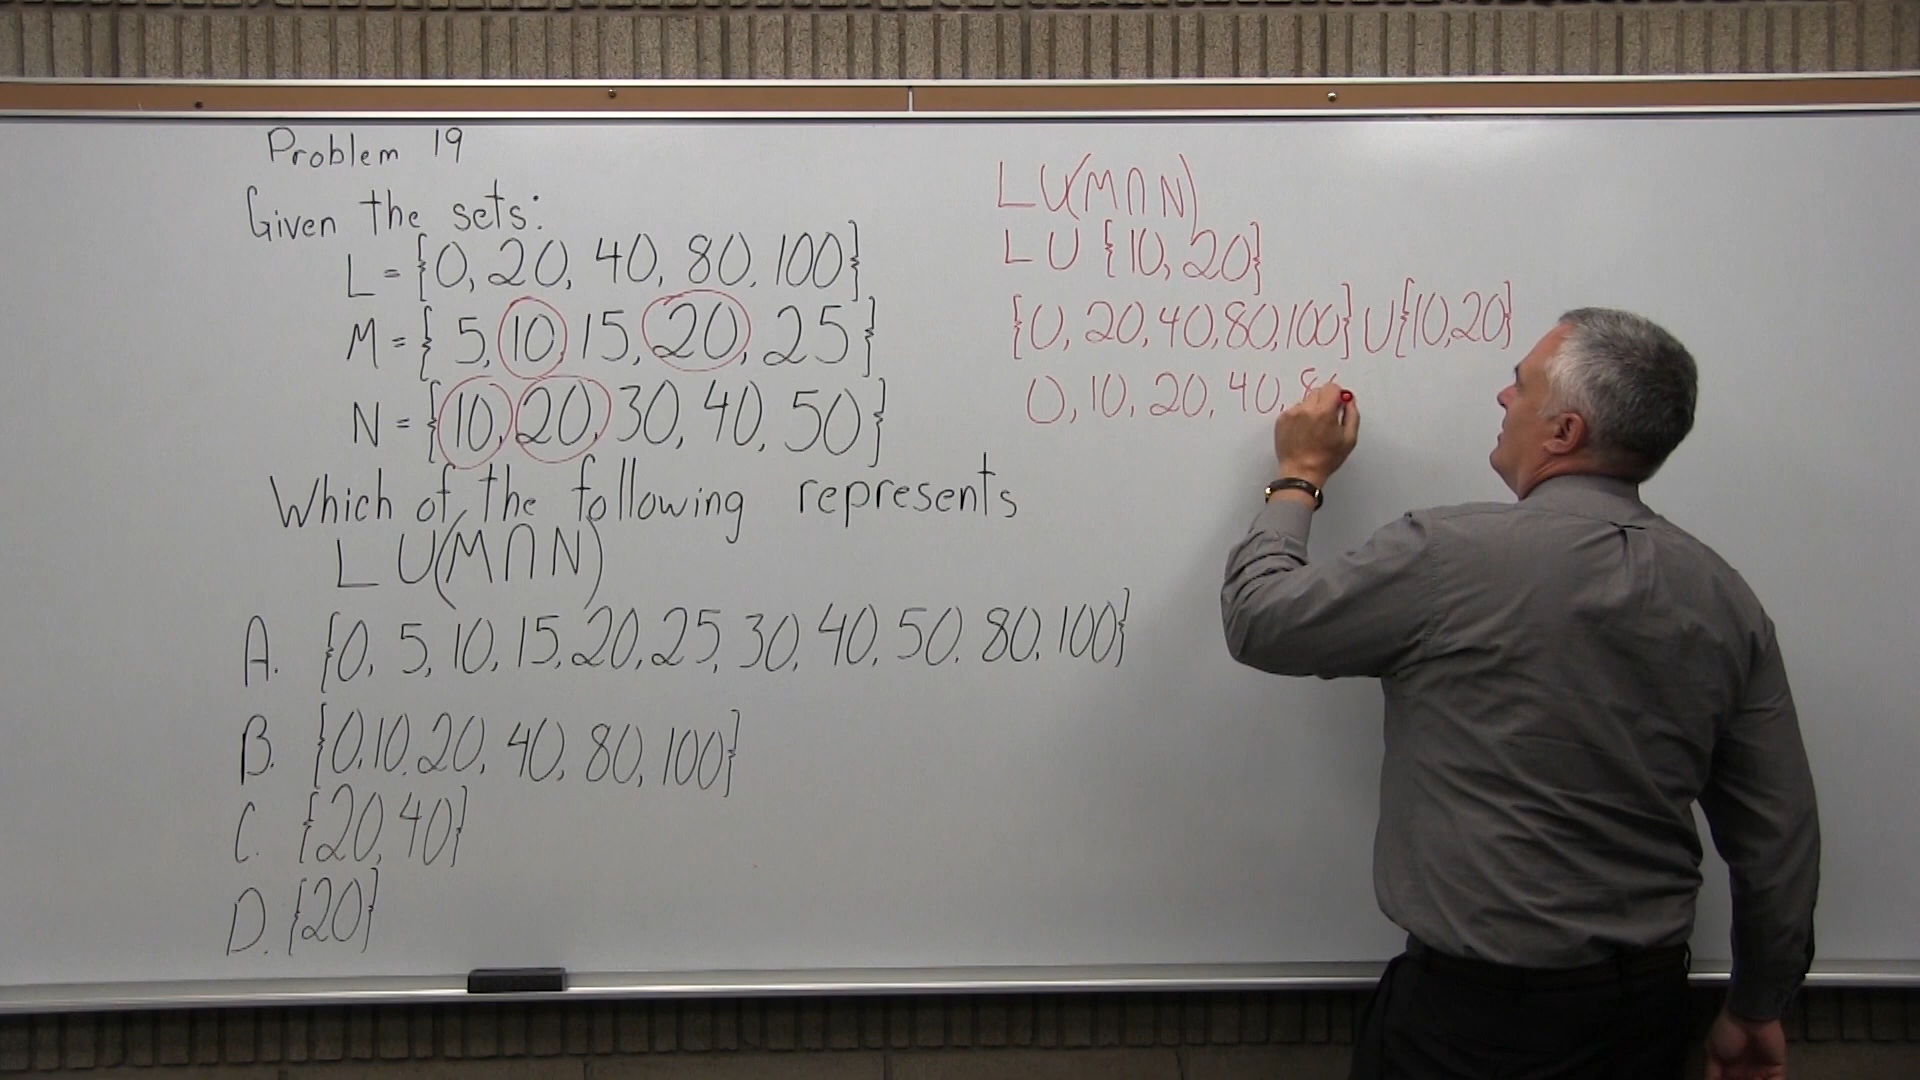 Problem 19
Given the sets:
L = {0, 20, 40, 80, 100}
M = {5, 10, 15, 20, 25}
N = {10, 20, 30, 40, 50}
Which of the following represents
L ∪ (M ∩ N)
A. {0, 5, 10, 15, 20, 25, 30, 40, 50, 80, 100}
B. {0, 10, 20, 40, 80, 100}
C. {20, 40}
D. {20}
L ∪ (M ∩ N)
L ∪ {10, 20}
{0, 20, 40, 80, 100} ∪ {10, 20}
0, 10, 20, 40, 8